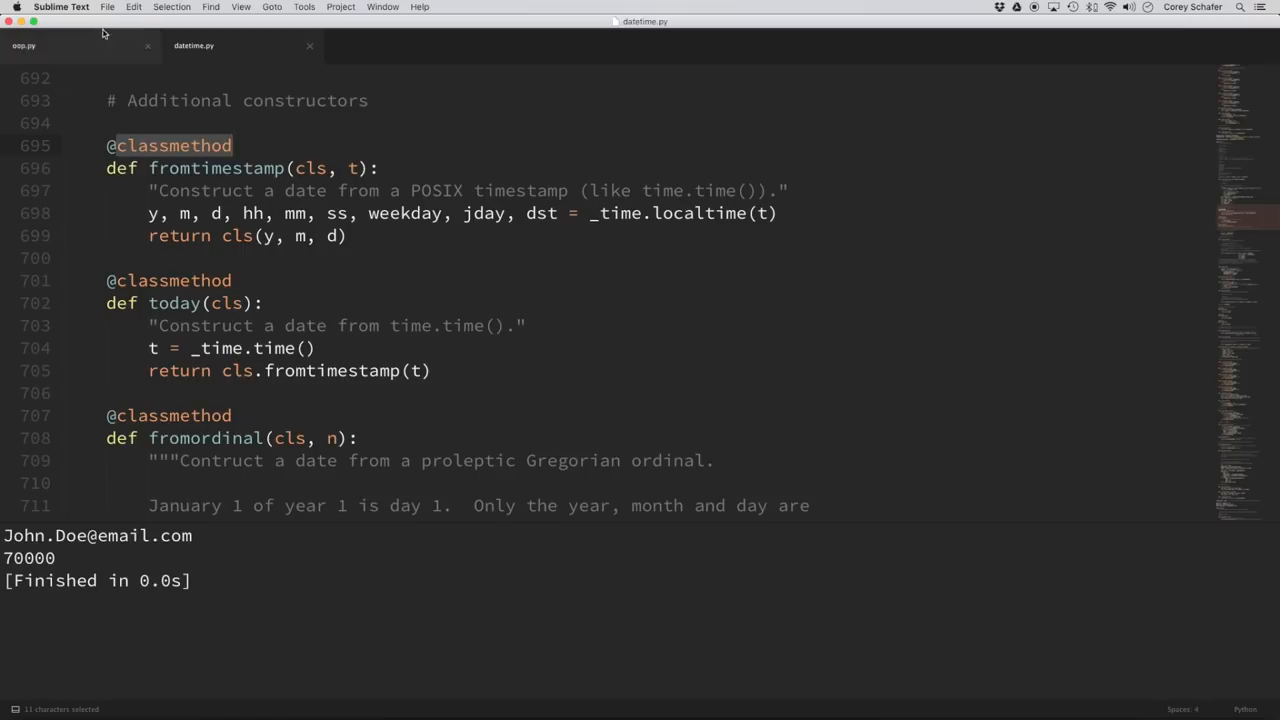 Sublime Text File Edit Selection Find View Goto Tools Project Window Help Corey Schafer
datetime.py
oop.py × datetime.py ×
692
693 # Additional constructors
694
695 @classmethod
696 def fromtimestamp(cls, t):
697 "Construct a date from a POSIX timestamp (like time.time())."
698 y, m, d, hh, mm, ss, weekday, jday, dst = _time.localtime(t)
699 return cls(y, m, d)
700
701 @classmethod
702 def today(cls):
703 "Construct a date from time.time()."
704 t = _time.time()
705 return cls.fromtimestamp(t)
706
707 @classmethod
708 def fromordinal(cls, n):
709 """Contruct a date from a proleptic Gregorian ordinal.
710
711 January 1 of year 1 is day 1.  Only the year, month and day are
John.Doe@email.com
70000
[Finished in 0.0s]
11 characters selected Spaces: 4 Python